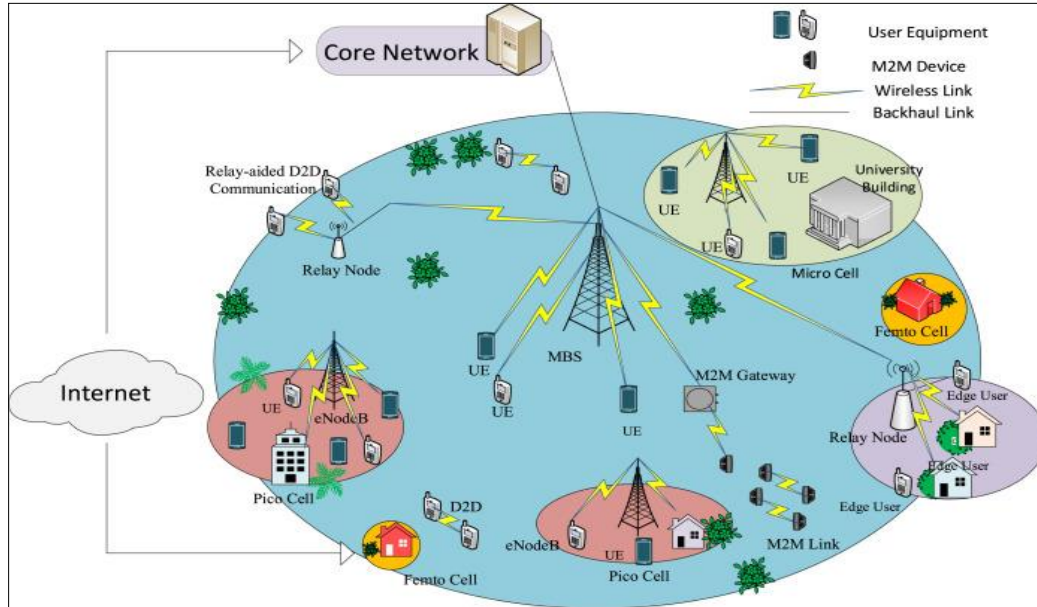 Core Network
User Equipment
M2M Device
Wireless Link
Backhaul Link
Relay-aided D2D
Communication
UE
UE
University
Building
UE
Relay Node
Micro Cell
Femto Cell
UE
MBS
M2M Gateway
Internet
UE
eNodeB
UE
UE
Edge User
Relay Node
Edge User
Pico Cell
D2D
eNodeB
UE
M2M Link
Edge User
Femto Cell
Pico Cell